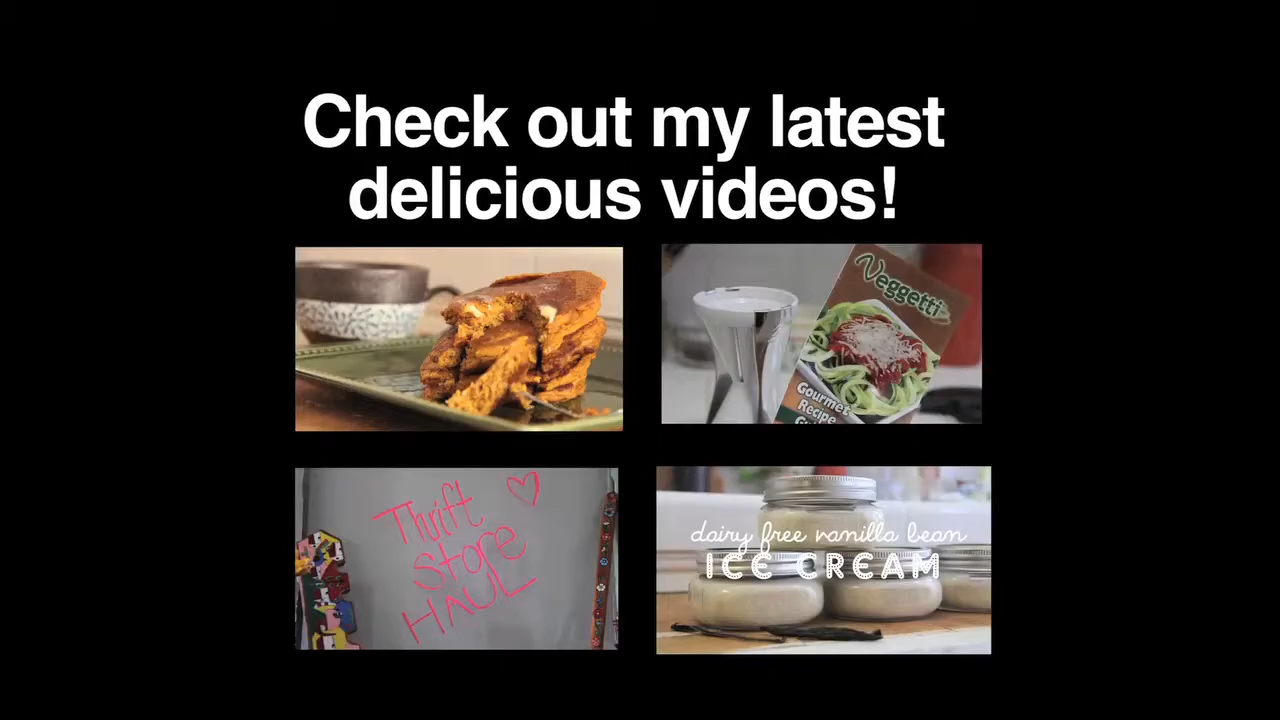 Check out my latest
delicious videos!
Veggetti
Gourmet
Recipe
Thrift
Store
HAUL
dairy free vanilla bean
ICE CREAM